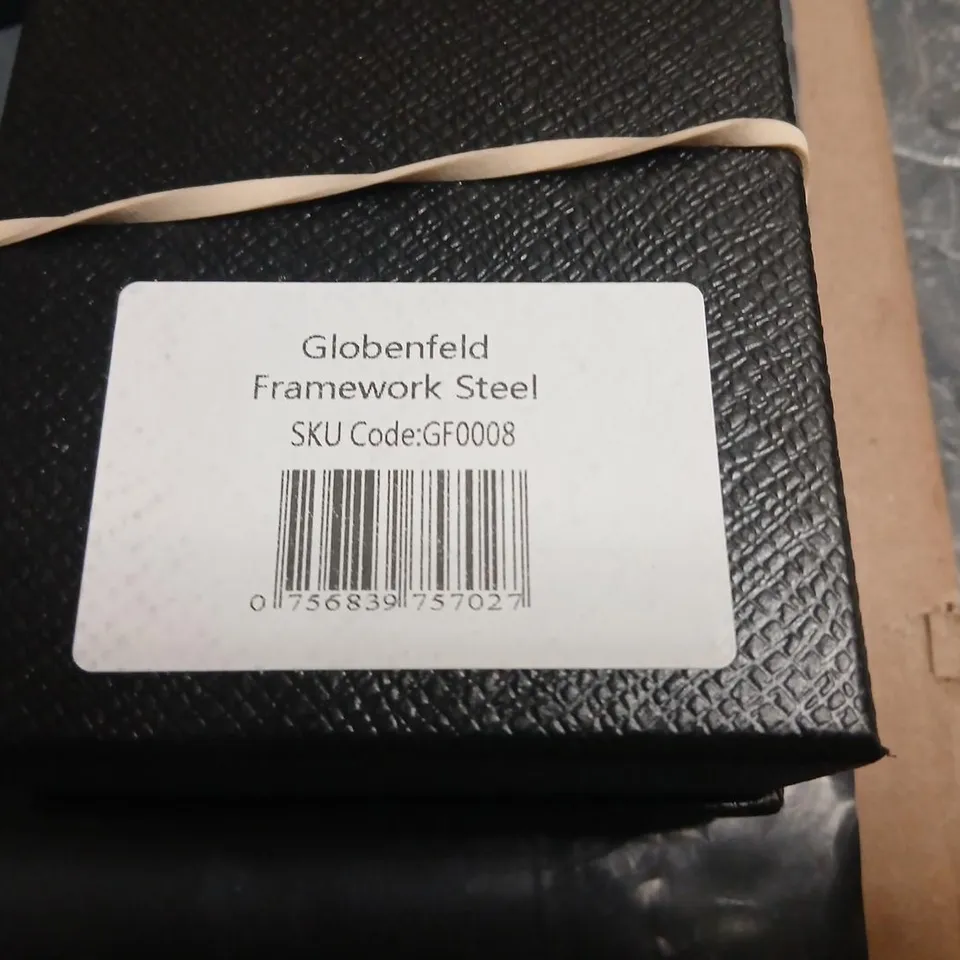 Globenfeld
Framework Steel
SKU Code:GF0008
0 756839 757027